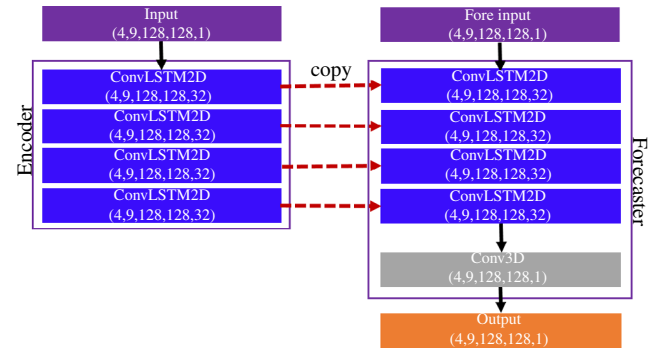 Input
(4,9,128,128,1)
Encoder
ConvLSTM2D
(4,9,128,128,32)
ConvLSTM2D
(4,9,128,128,32)
ConvLSTM2D
(4,9,128,128,32)
ConvLSTM2D
(4,9,128,128,32)
copy
Fore input
(4,9,128,128,1)
ConvLSTM2D
(4,9,128,128,32)
ConvLSTM2D
(4,9,128,128,32)
ConvLSTM2D
(4,9,128,128,32)
ConvLSTM2D
(4,9,128,128,32)
Conv3D
(4,9,128,128,1)
Forecaster
Output
(4,9,128,128,1)